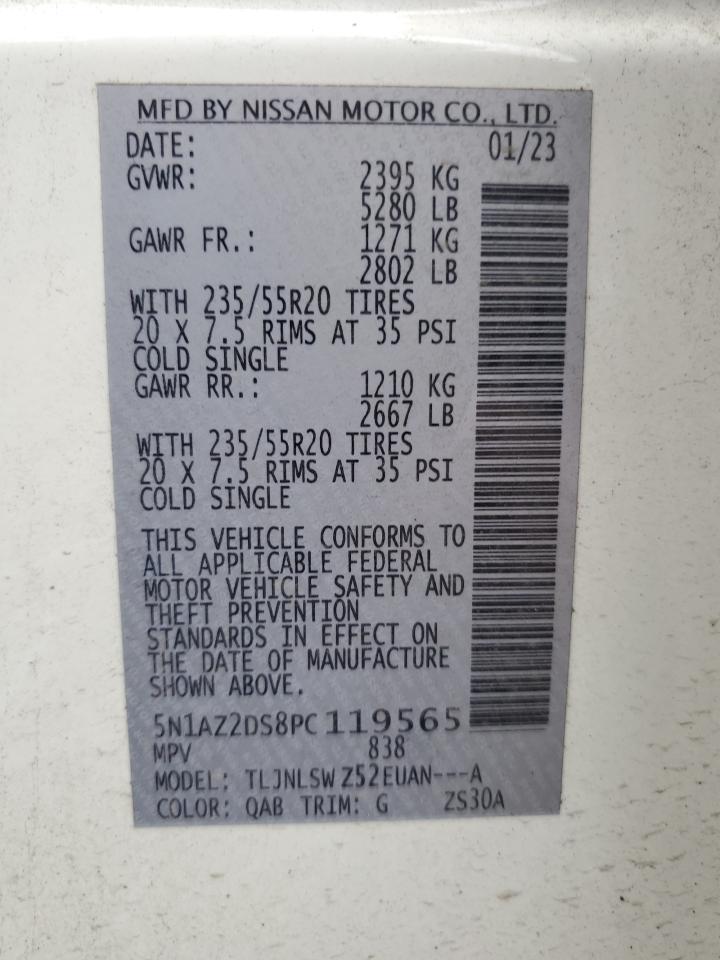 MFD BY NISSAN MOTOR CO., LTD.
DATE: 01/23
GVWR: 2395 KG
5280 LB
GAWR FR.: 1271 KG
2802 LB
WITH 235/55R20 TIRES
20 X 7.5 RIMS AT 35 PSI
COLD SINGLE
GAWR RR.: 1210 KG
2667 LB
WITH 235/55R20 TIRES
20 X 7.5 RIMS AT 35 PSI
COLD SINGLE
THIS VEHICLE CONFORMS TO
ALL APPLICABLE FEDERAL
MOTOR VEHICLE SAFETY AND
THEFT PREVENTION
STANDARDS IN EFFECT ON
THE DATE OF MANUFACTURE
SHOWN ABOVE.
5N1AZ2DS8PC119565
MPV 838
MODEL: TLJNLSW Z52EUAN---A
COLOR: QAB TRIM: G ZS30A